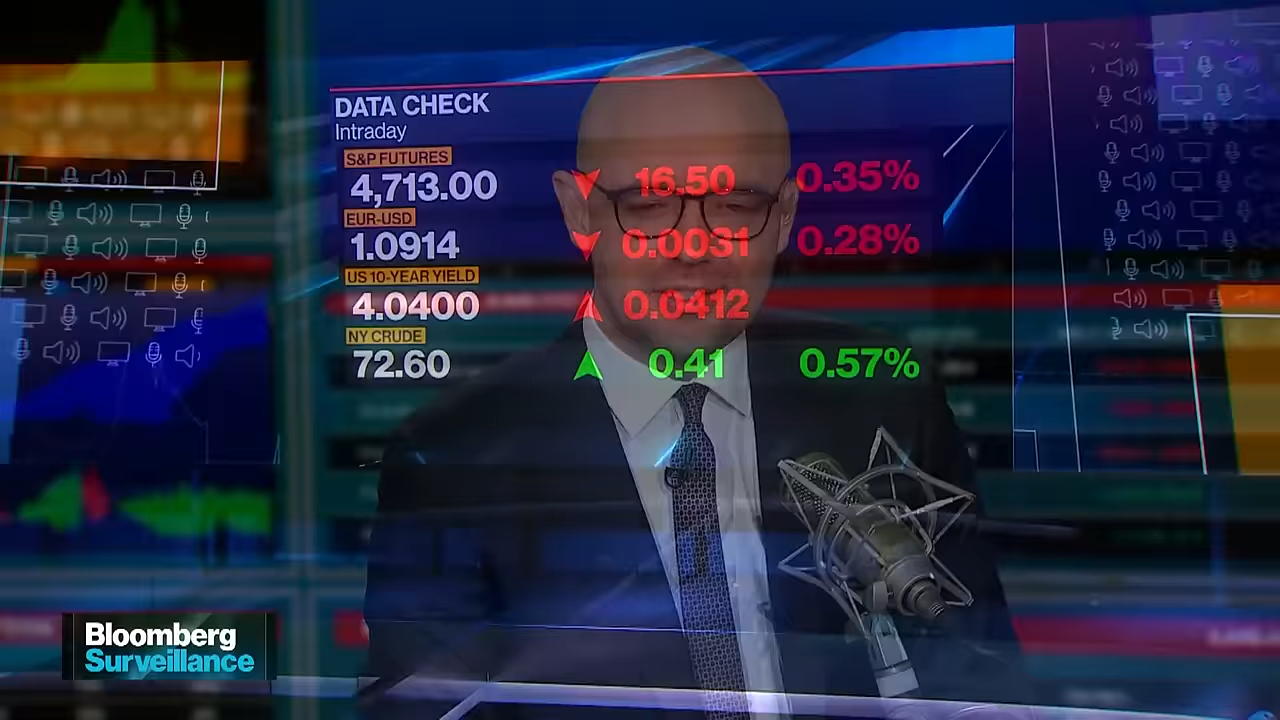 DATA CHECK
Intraday
S&P FUTURES
4,713.00 16.50 0.35%
EUR-USD
1.0914 0.0031 0.28%
US 10-YEAR YIELD
4.0400 0.0412
NY CRUDE
72.60 0.41 0.57%
Bloomberg
Surveillance